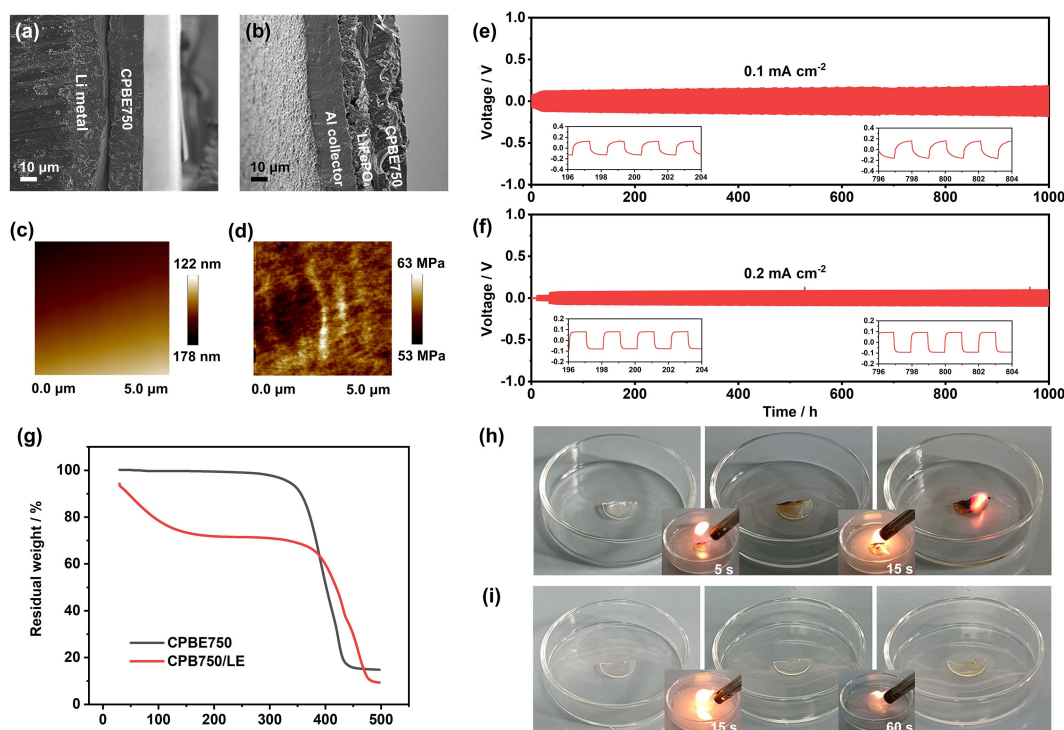 (a)
Li metal
CPBE750
10 µm
(b)
Al collector
LiFePO₄
CPBE750
10 µm
(c)
122 nm
178 nm
0.0 µm
5.0 µm
(d)
63 MPa
53 MPa
0.0 µm
5.0 µm
(e)
Voltage / V
1.0
0.5
0.0
-0.5
-1.0
0.1 mA cm⁻²
0.4
0.2
0.0
-0.2
-0.4
196 198 200 202 204
0.4
0.2
0.0
-0.2
-0.4
796 798 800 802 804
0 200 400 600 800 1000
(f)
Voltage / V
1.0
0.5
0.0
-0.5
-1.0
0.2 mA cm⁻²
0.2
0.1
0.0
-0.1
-0.2
196 198 200 202 204
0.2
0.1
0.0
-0.1
-0.2
796 798 800 802 804
0 200 400 600 800 1000
Time / h
(g)
Residual weight / %
100
80
60
40
20
0
CPBE750
CPB750/LE
0 100 200 300 400 500
(h)
5 s
15 s
(i)
15 s
60 s